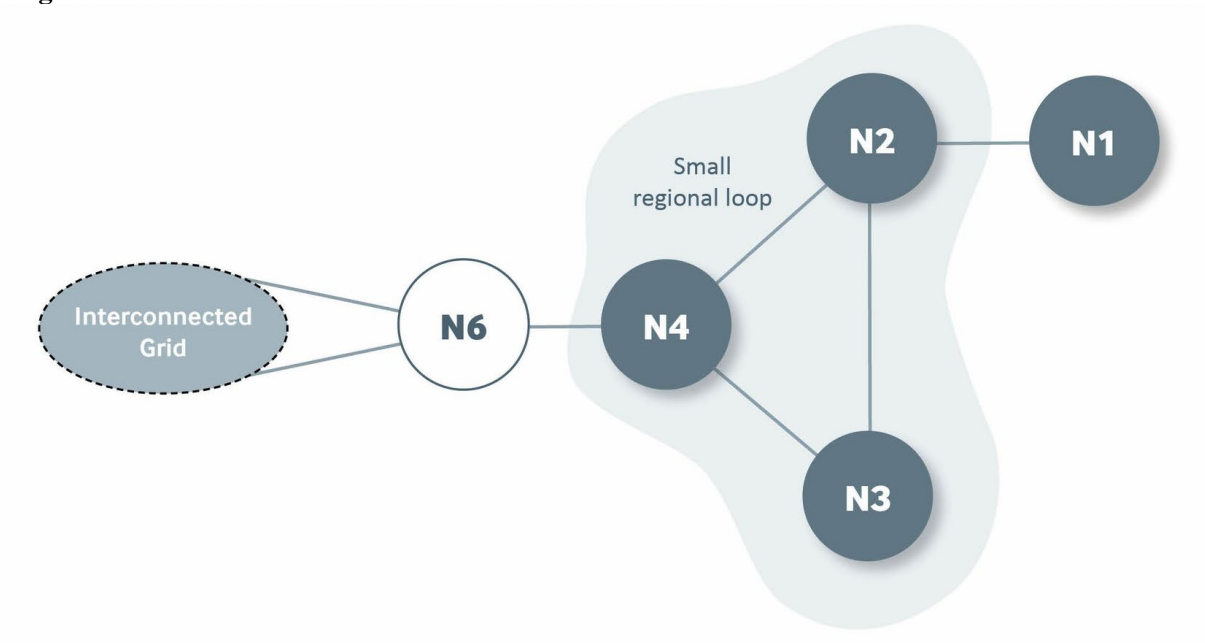 Small
regional loop
N2
N1
Interconnected
Grid
N6
N4
N3